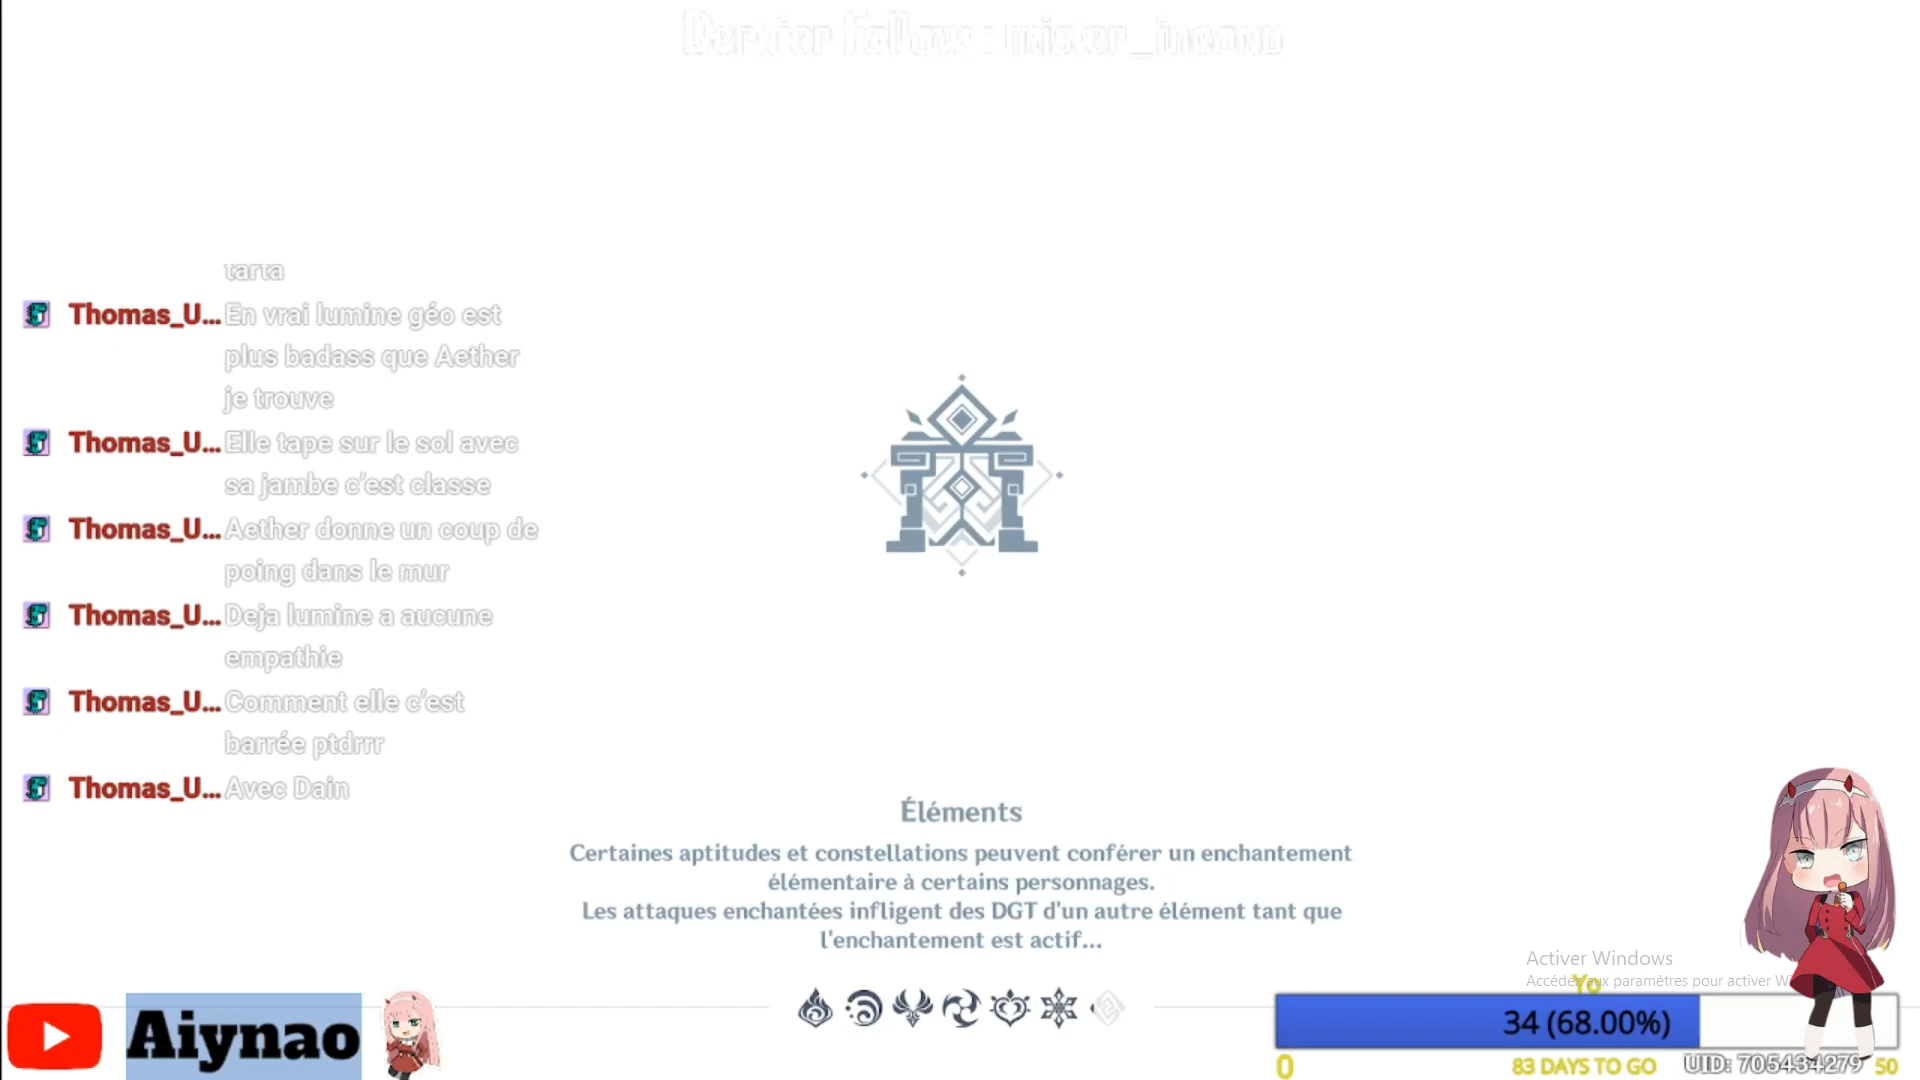 Dernier Follow : mister_inconu
tarta
Thomas_U... En vrai lumine géo est
plus badass que Aether
je trouve
Thomas_U... Elle tape sur le sol avec
sa jambe c'est classe
Thomas_U... Aether donne un coup de
poing dans le mur
Thomas_U... Deja lumine a aucune
empathie
Thomas_U... Comment elle c'est
barrée ptdrrr
Thomas_U... Avec Dain
Éléments
Certaines aptitudes et constellations peuvent conférer un enchantement
élémentaire à certains personnages.
Les attaques enchantées infligent des DGT d'un autre élément tant que
l'enchantement est actif...
Activer Windows
Accédez aux paramètres pour activer
Yo
Aiynao
34 (68.00%)
0
83 DAYS TO GO
UID: 705434279
50